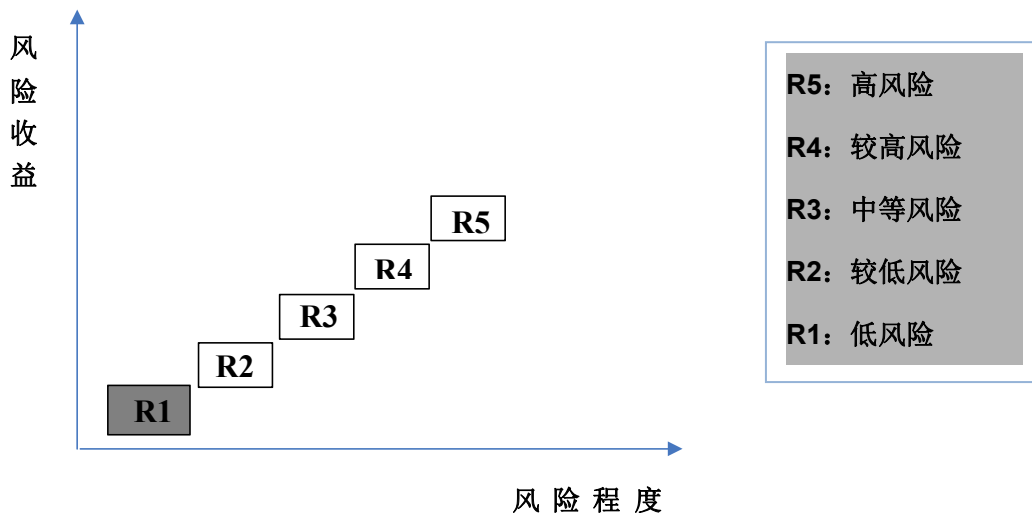 风
险
收
益
R5
R4
R3
R2
R1
风 险 程 度
R5：高风险
R4：较高风险
R3：中等风险
R2：较低风险
R1：低风险